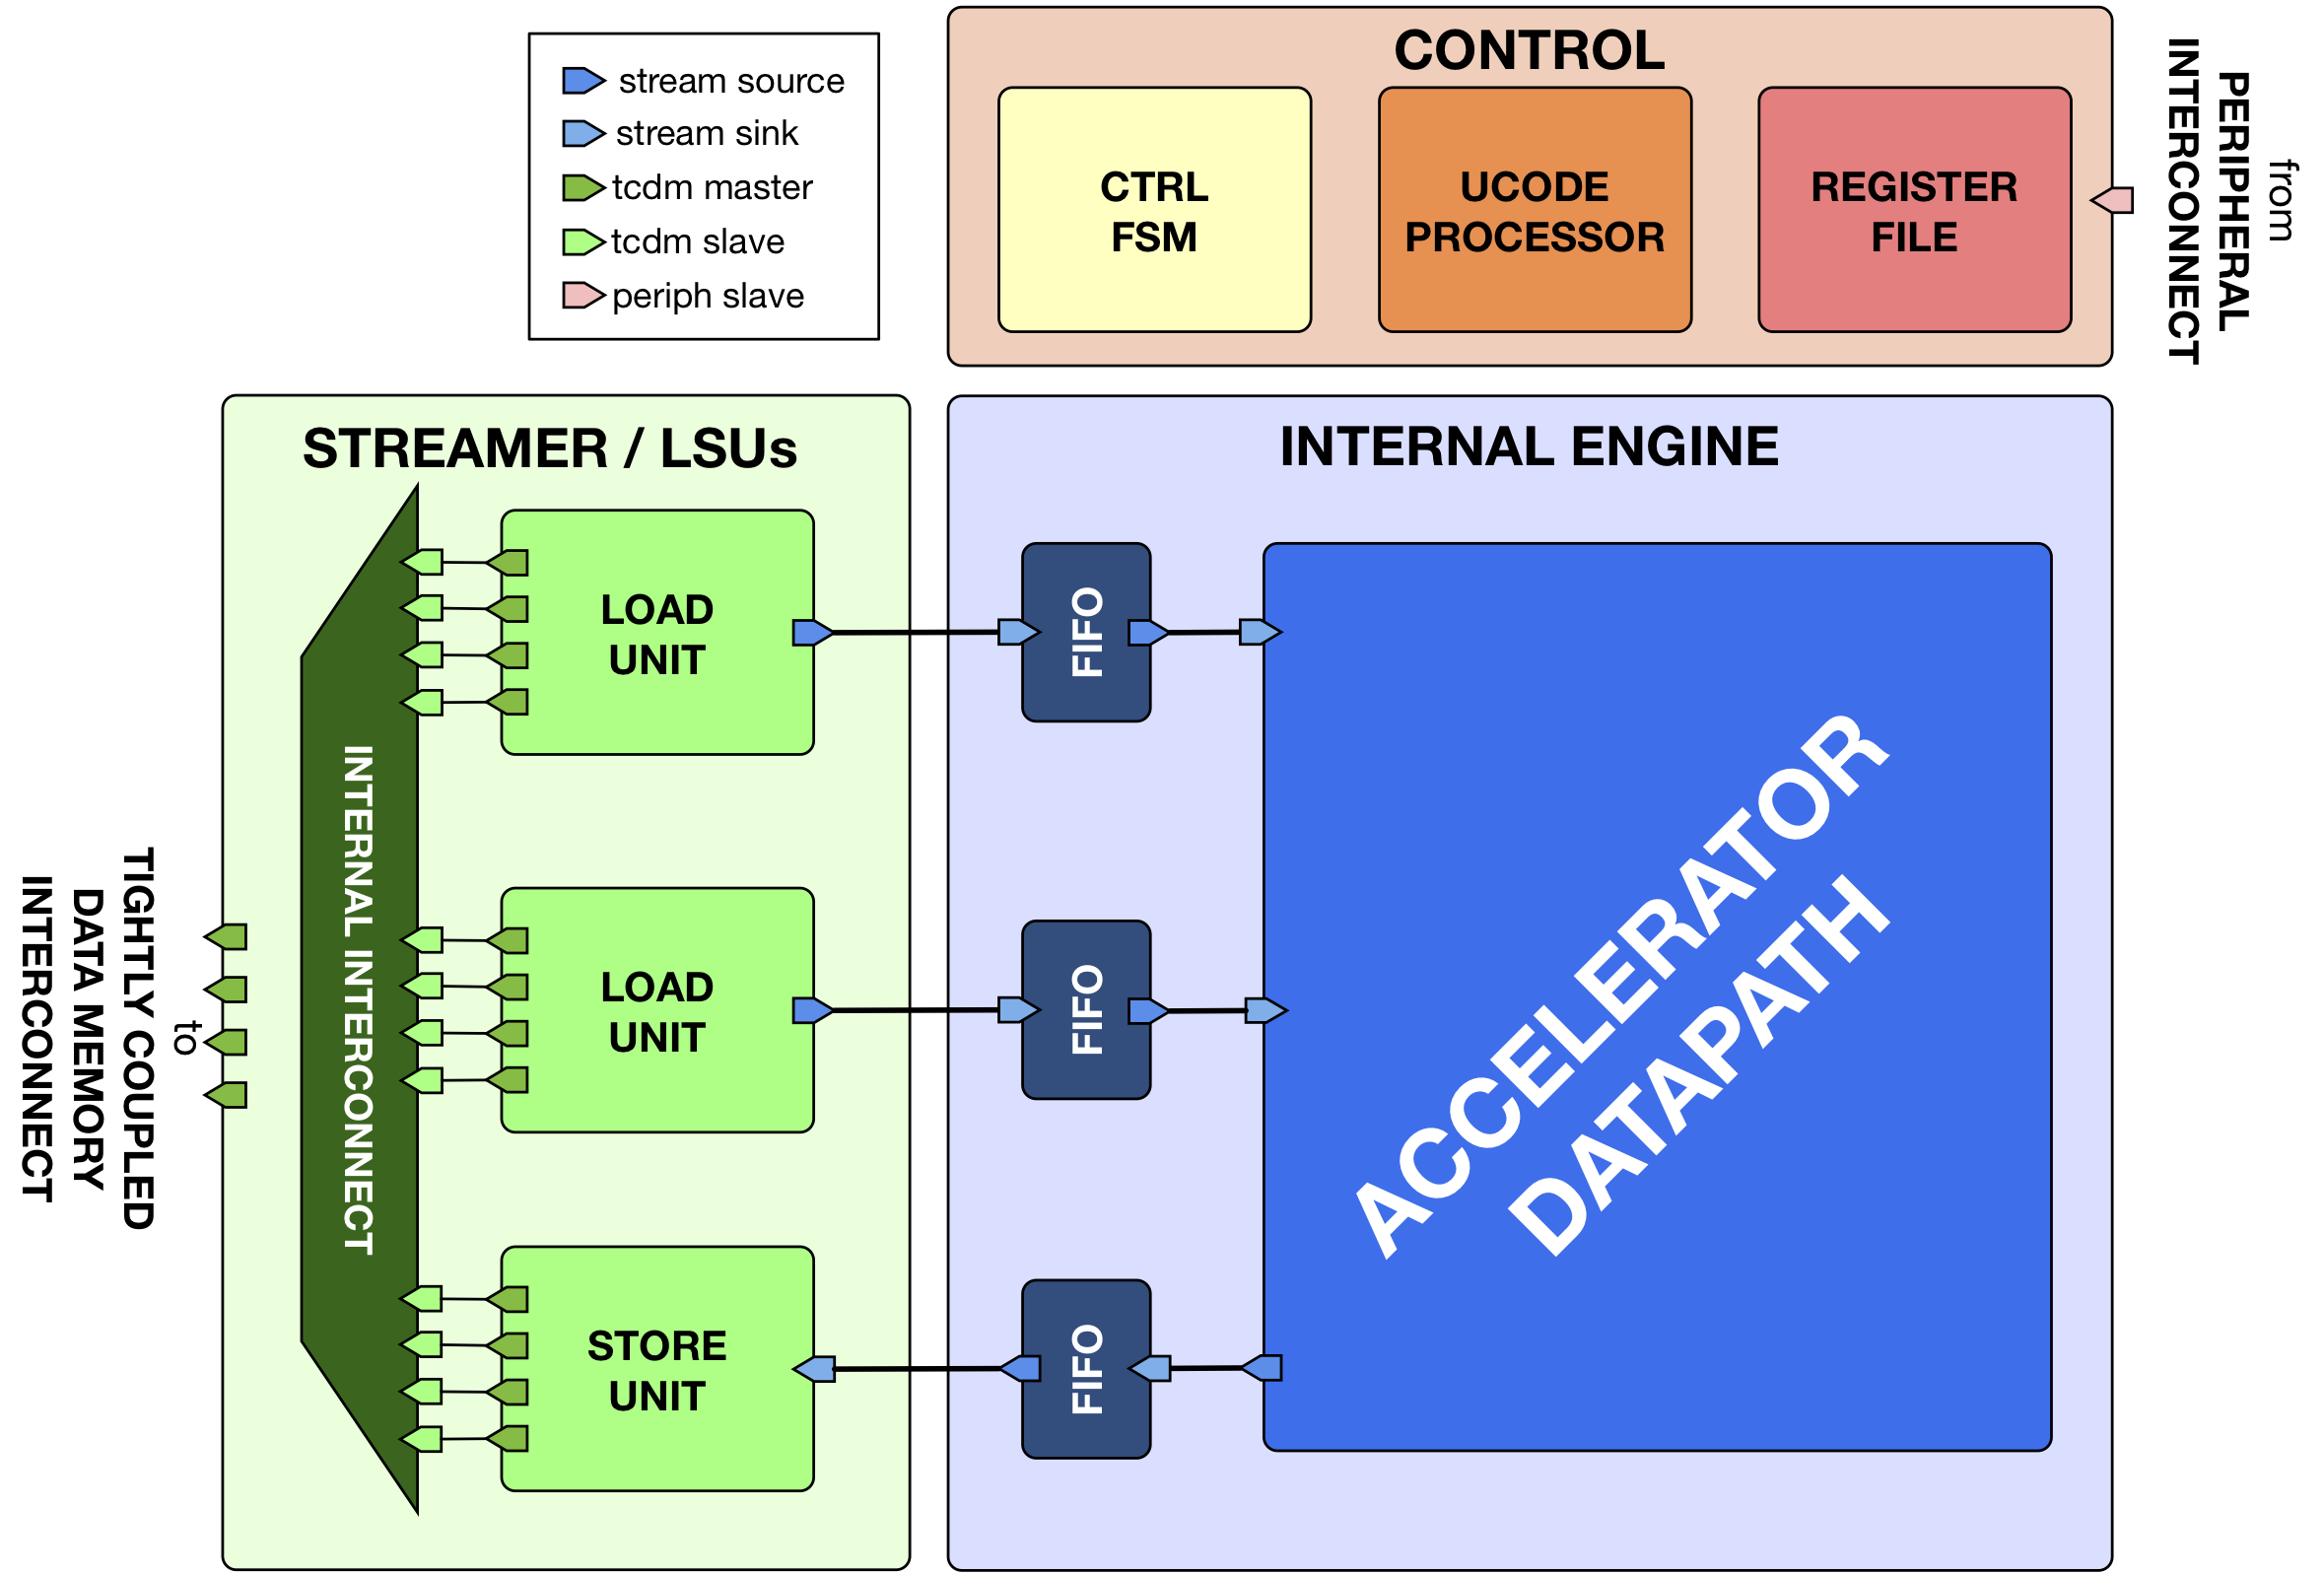 stream source
stream sink
tcdm master
tcdm slave
periph slave
CONTROL
CTRL
FSM
UCODE
PROCESSOR
REGISTER
FILE
from
PERIPHERAL
INTERCONNECT
STREAMER / LSUs
INTERNAL INTERCONNECT
LOAD
UNIT
LOAD
UNIT
STORE
UNIT
to
TIGHTLY COUPLED
DATA MEMORY
INTERCONNECT
INTERNAL ENGINE
FIFO
FIFO
FIFO
ACCELERATOR
DATAPATH